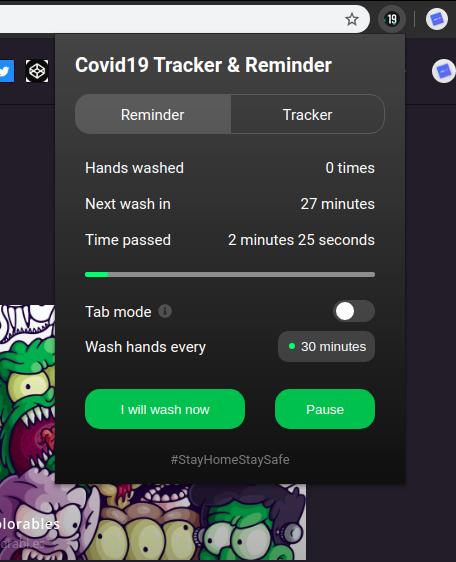 19
Covid19 Tracker & Reminder
Reminder Tracker
Hands washed 0 times
Next wash in 27 minutes
Time passed 2 minutes 25 seconds
Tab mode
Wash hands every 30 minutes
I will wash now Pause
#StayHomeStaySafe